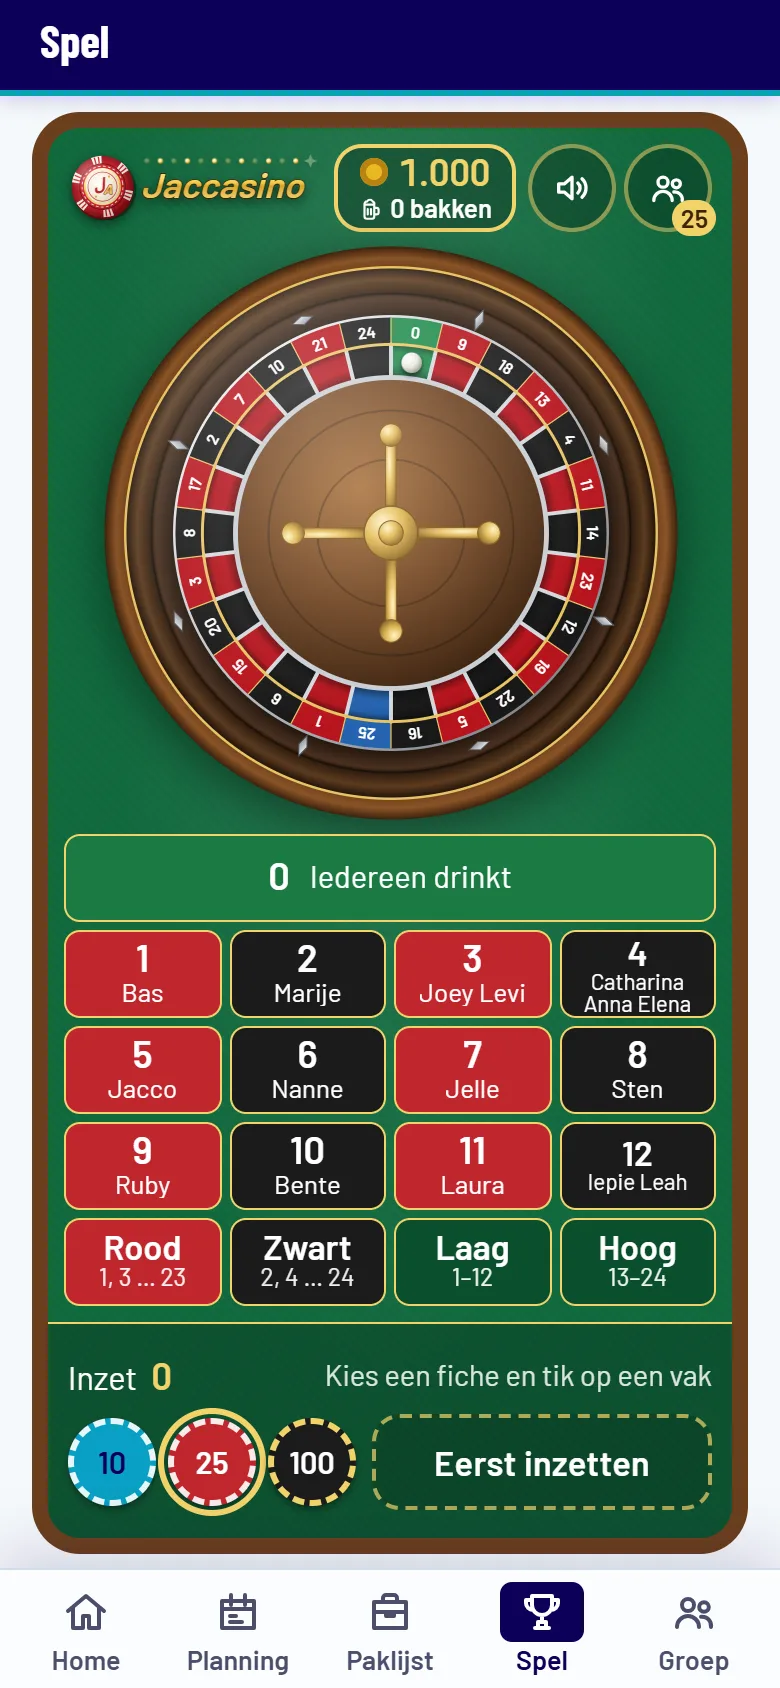 Spel
JA
Jaccasino
1.000
0 bakken
25
0
9
18
13
4
11
14
23
12
19
22
5
16
25
1
6
15
20
3
8
17
2
7
10
21
24
0 Iedereen drinkt
1
Bas
2
Marije
3
Joey Levi
4
Catharina
Anna Elena
5
Jacco
6
Nanne
7
Jelle
8
Sten
9
Ruby
10
Bente
11
Laura
12
Iepie Leah
Rood
1, 3 ... 23
Zwart
2, 4 ... 24
Laag
1–12
Hoog
13–24
Inzet 0
Kies een fiche en tik op een vak
10
25
100
Eerst inzetten
Home
Planning
Paklijst
Spel
Groep